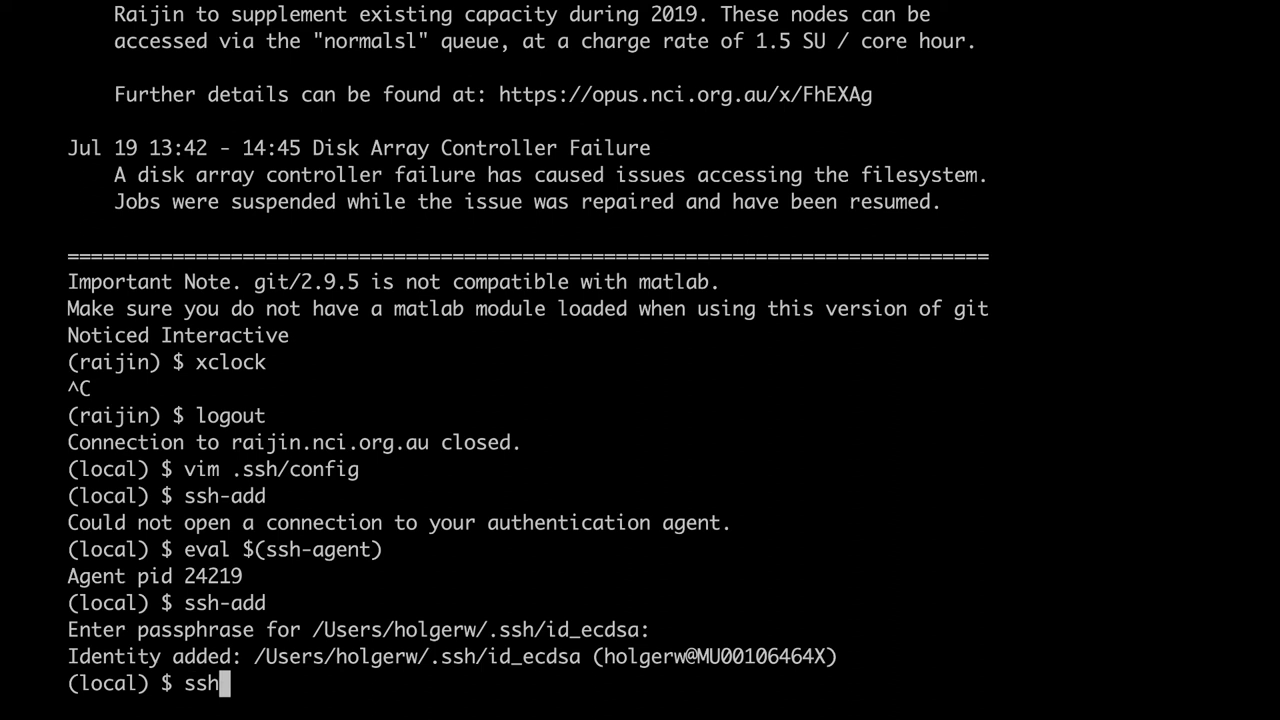 Raijin to supplement existing capacity during 2019. These nodes can be
accessed via the "normalsl" queue, at a charge rate of 1.5 SU / core hour.
Further details can be found at: https://opus.nci.org.au/x/FhEXAg
Jul 19 13:42 - 14:45 Disk Array Controller Failure
A disk array controller failure has caused issues accessing the filesystem.
Jobs were suspended while the issue was repaired and have been resumed.
===============================================================================
Important Note. git/2.9.5 is not compatible with matlab.
Make sure you do not have a matlab module loaded when using this version of git
Noticed Interactive
(raijin) $ xclock
^C
(raijin) $ logout
Connection to raijin.nci.org.au closed.
(local) $ vim .ssh/config
(local) $ ssh-add
Could not open a connection to your authentication agent.
(local) $ eval $(ssh-agent)
Agent pid 24219
(local) $ ssh-add
Enter passphrase for /Users/holgerw/.ssh/id_ecdsa:
Identity added: /Users/holgerw/.ssh/id_ecdsa (holgerw@MU00106464X)
(local) $ ssh